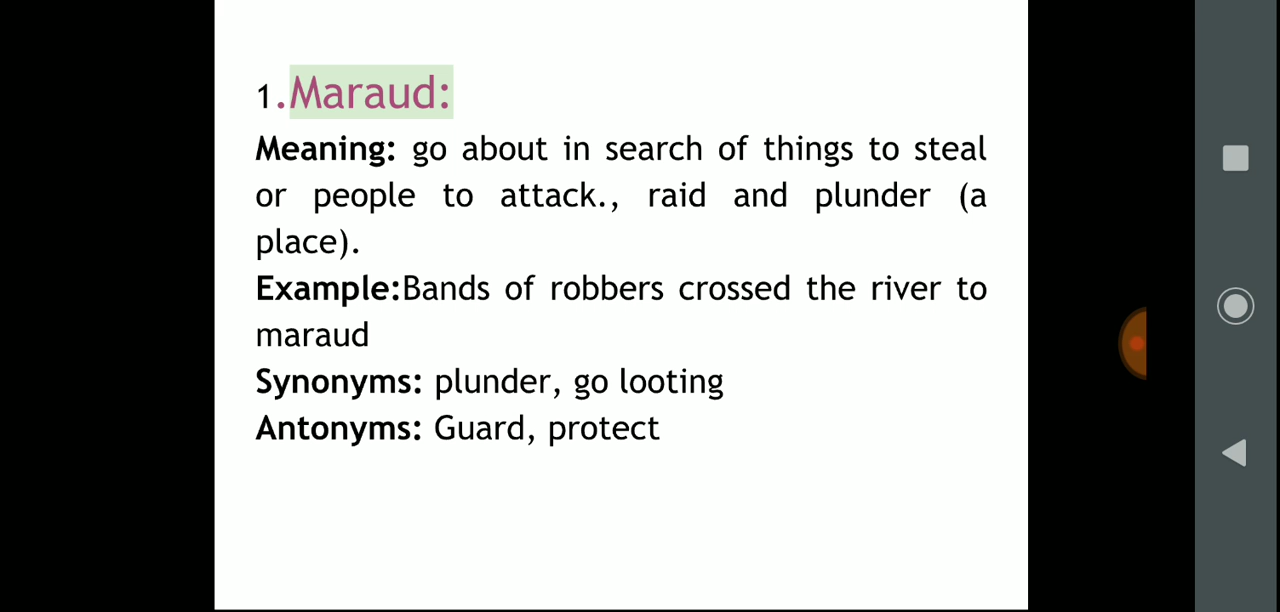 1.Maraud:
Meaning: go about in search of things to steal
or people to attack., raid and plunder (a
place).
Example:Bands of robbers crossed the river to
maraud
Synonyms: plunder, go looting
Antonyms: Guard, protect